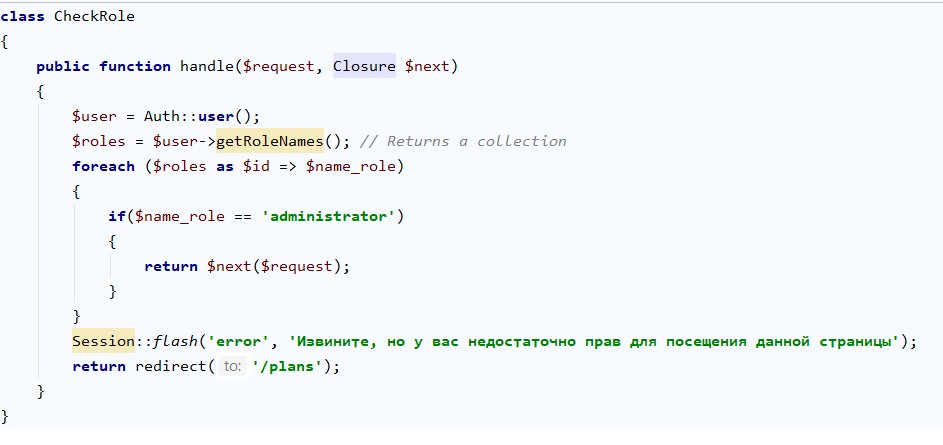 class CheckRole
{
    public function handle($request, Closure $next)
    {
        $user = Auth::user();
        $roles = $user->getRoleNames(); // Returns a collection
        foreach ($roles as $id => $name_role)
        {
            if($name_role == 'administrator')
            {
                return $next($request);
            }
        }
        Session::flash('error', 'Извините, но у вас недостаточно прав для посещения данной страницы');
        return redirect( to: '/plans');
    }
}